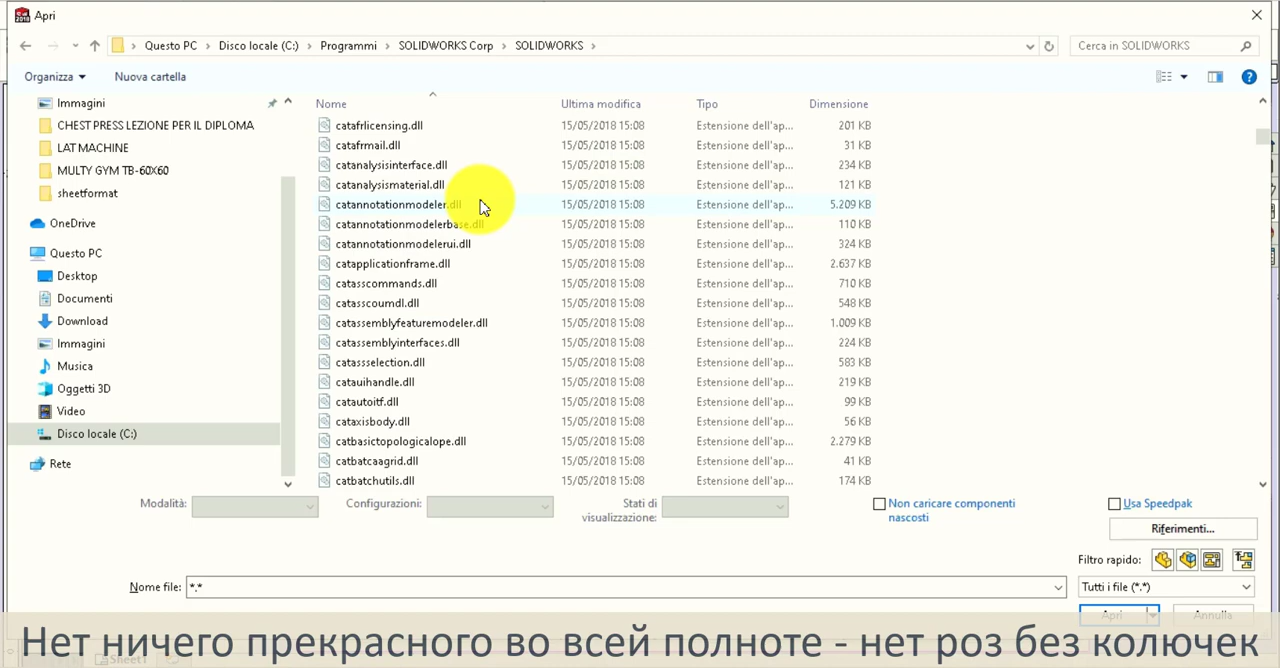 Apri
Questo PC > Disco locale (C:) > Programmi > SOLIDWORKS Corp > SOLIDWORKS >
Cerca in SOLIDWORKS
Organizza
Nuova cartella
Immagini
CHEST PRESS LEZIONE PER IL DIPLOMA
LAT MACHINE
MULTY GYM TB-60X60
sheetformat
OneDrive
Questo PC
Desktop
Documenti
Download
Immagini
Musica
Oggetti 3D
Video
Disco locale (C:)
Rete
Nome Ultima modifica Tipo Dimensione
catafrlicensing.dll 15/05/2018 15:08 Estensione dell'ap... 201 KB
catafrmail.dll 15/05/2018 15:08 Estensione dell'ap... 31 KB
catanalysisinterface.dll 15/05/2018 15:08 Estensione dell'ap... 234 KB
catanalysismaterial.dll 15/05/2018 15:08 Estensione dell'ap... 121 KB
catannotationmodeler.dll 15/05/2018 15:08 Estensione dell'ap... 5.209 KB
catannotationmodelerbase.dll 15/05/2018 15:08 Estensione dell'ap... 110 KB
catannotationmodelerui.dll 15/05/2018 15:08 Estensione dell'ap... 324 KB
catapplicationframe.dll 15/05/2018 15:08 Estensione dell'ap... 2.637 KB
catasscommands.dll 15/05/2018 15:08 Estensione dell'ap... 710 KB
catasscoumdl.dll 15/05/2018 15:08 Estensione dell'ap... 548 KB
catassemblyfeaturemodeler.dll 15/05/2018 15:08 Estensione dell'ap... 1.009 KB
catassemblyinterfaces.dll 15/05/2018 15:08 Estensione dell'ap... 224 KB
catassselection.dll 15/05/2018 15:08 Estensione dell'ap... 583 KB
catauihandle.dll 15/05/2018 15:08 Estensione dell'ap... 219 KB
catautoitf.dll 15/05/2018 15:08 Estensione dell'ap... 99 KB
cataxisbody.dll 15/05/2018 15:08 Estensione dell'ap... 56 KB
catbasictopologicalope.dll 15/05/2018 15:08 Estensione dell'ap... 2.279 KB
catbatcaagrid.dll 15/05/2018 15:08 Estensione dell'ap... 41 KB
catbatchutils.dll 15/05/2018 15:08 Estensione dell'ap... 174 KB
Modalità:
Configurazioni:
Stati di
visualizzazione:
Non caricare componenti
nascosti
Usa Speedpak
Riferimenti...
Filtro rapido:
Nome file: *.*
Tutti i file (*.*)
Apri
Annulla
Нет ничего прекрасного во всей полноте - нет роз без колючек
Sheet1